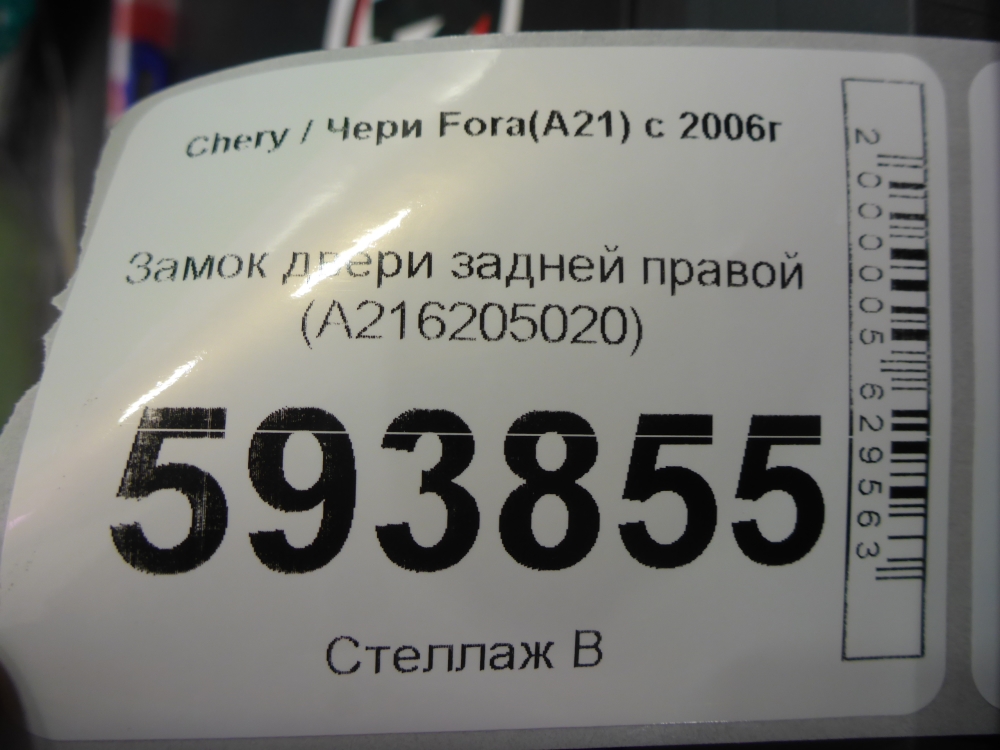 Chery / Чери Fora(A21) с 2006г
Замок двери задней правой
(A216205020)
593855
Стеллаж В
2000005629563